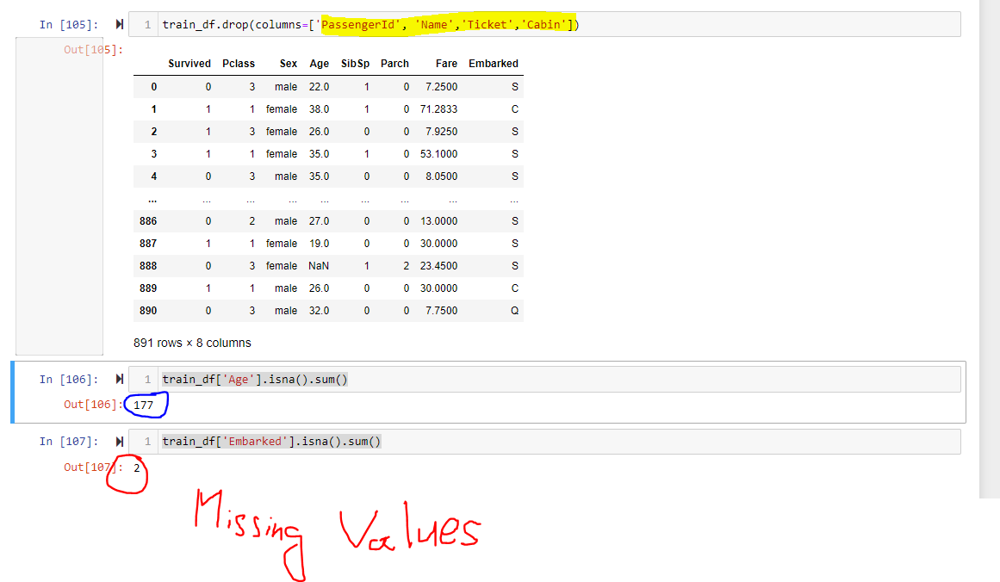 In [105]: 1 train_df.drop(columns=['PassengerId', 'Name','Ticket','Cabin'])
Out[105]:
Survived Pclass Sex Age SibSp Parch Fare Embarked
0 0 3 male 22.0 1 0 7.2500 S
1 1 1 female 38.0 1 0 71.2833 C
2 1 3 female 26.0 0 0 7.9250 S
3 1 1 female 35.0 1 0 53.1000 S
4 0 3 male 35.0 0 0 8.0500 S
... ... ... ... ... ... ... ... ...
886 0 2 male 27.0 0 0 13.0000 S
887 1 1 female 19.0 0 0 30.0000 S
888 0 3 female NaN 1 2 23.4500 S
889 1 1 male 26.0 0 0 30.0000 C
890 0 3 male 32.0 0 0 7.7500 Q
891 rows × 8 columns
In [106]: 1 train_df['Age'].isna().sum()
Out[106]: 177
In [107]: 1 train_df['Embarked'].isna().sum()
Out[107]: 2
Missing Values